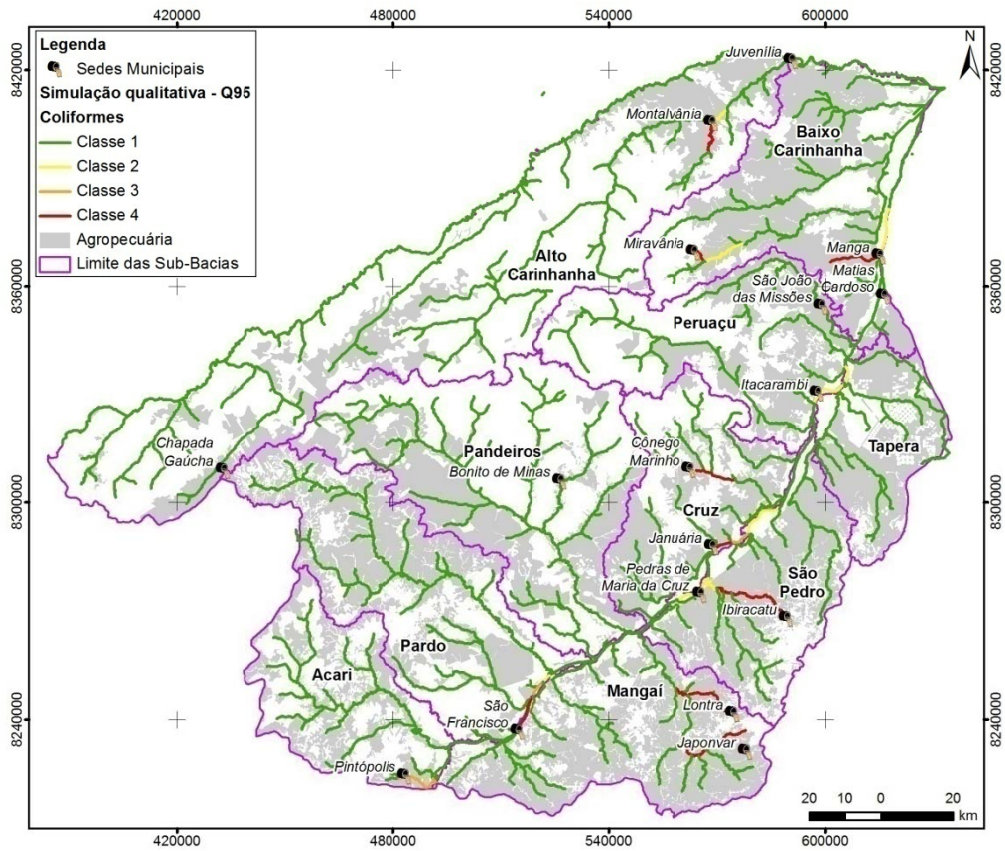 420000
480000
540000
600000
Legenda
Sedes Municipais
Simulação qualitativa - Q95
Coliformes
Classe 1
Classe 2
Classe 3
Classe 4
Agropecuária
Limite das Sub-Bacias
N
8420000
8420000
Juvenília
Montalvânia
Baixo
Carinhanha
Miravânia
Manga
Matias
Cardoso
Alto
Carinhanha
São João
das Missões
8360000
8360000
Peruaçu
Itacarambi
Tapera
Chapada
Gaúcha
Pandeiros
Bonito de Minas
Cônego
Marinho
8300000
8300000
Cruz
Januária
Pedras de
Maria da Cruz
São
Pedro
Ibiracatu
Pardo
Acari
Mangaí
São
Francisco
Lontra
Japonvar
8240000
8240000
Pintópolis
20 10 0 20
km
420000
480000
540000
600000